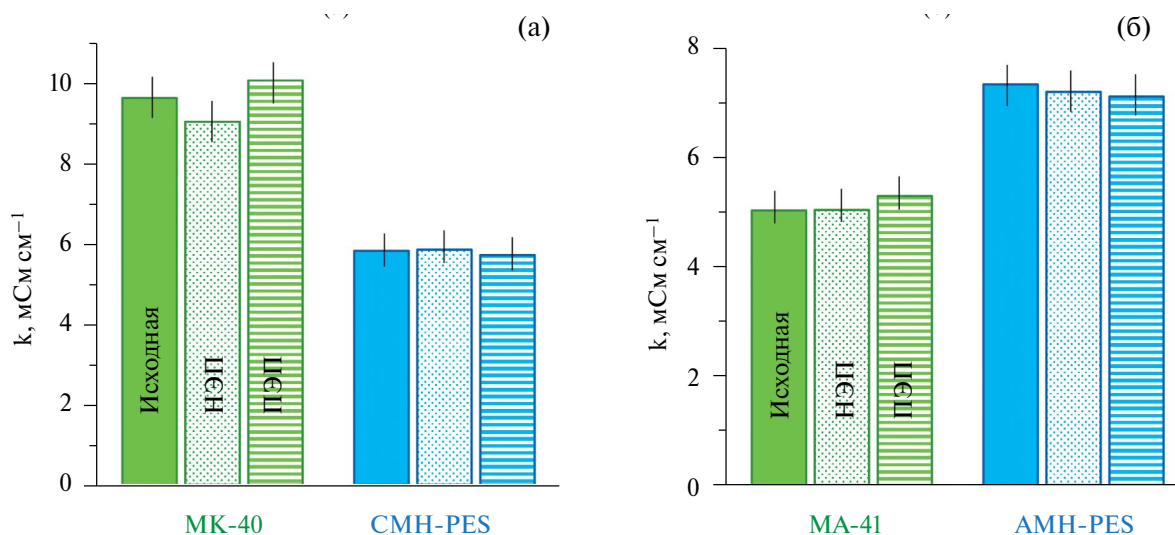 (а)
k, мСм см−1
10
8
6
4
2
0
Исходная
НЭП
ПЭП
МК-40
CMH-PES
(б)
k, мСм см−1
8
6
4
2
0
Исходная
НЭП
ПЭП
МА-41
AMH-PES